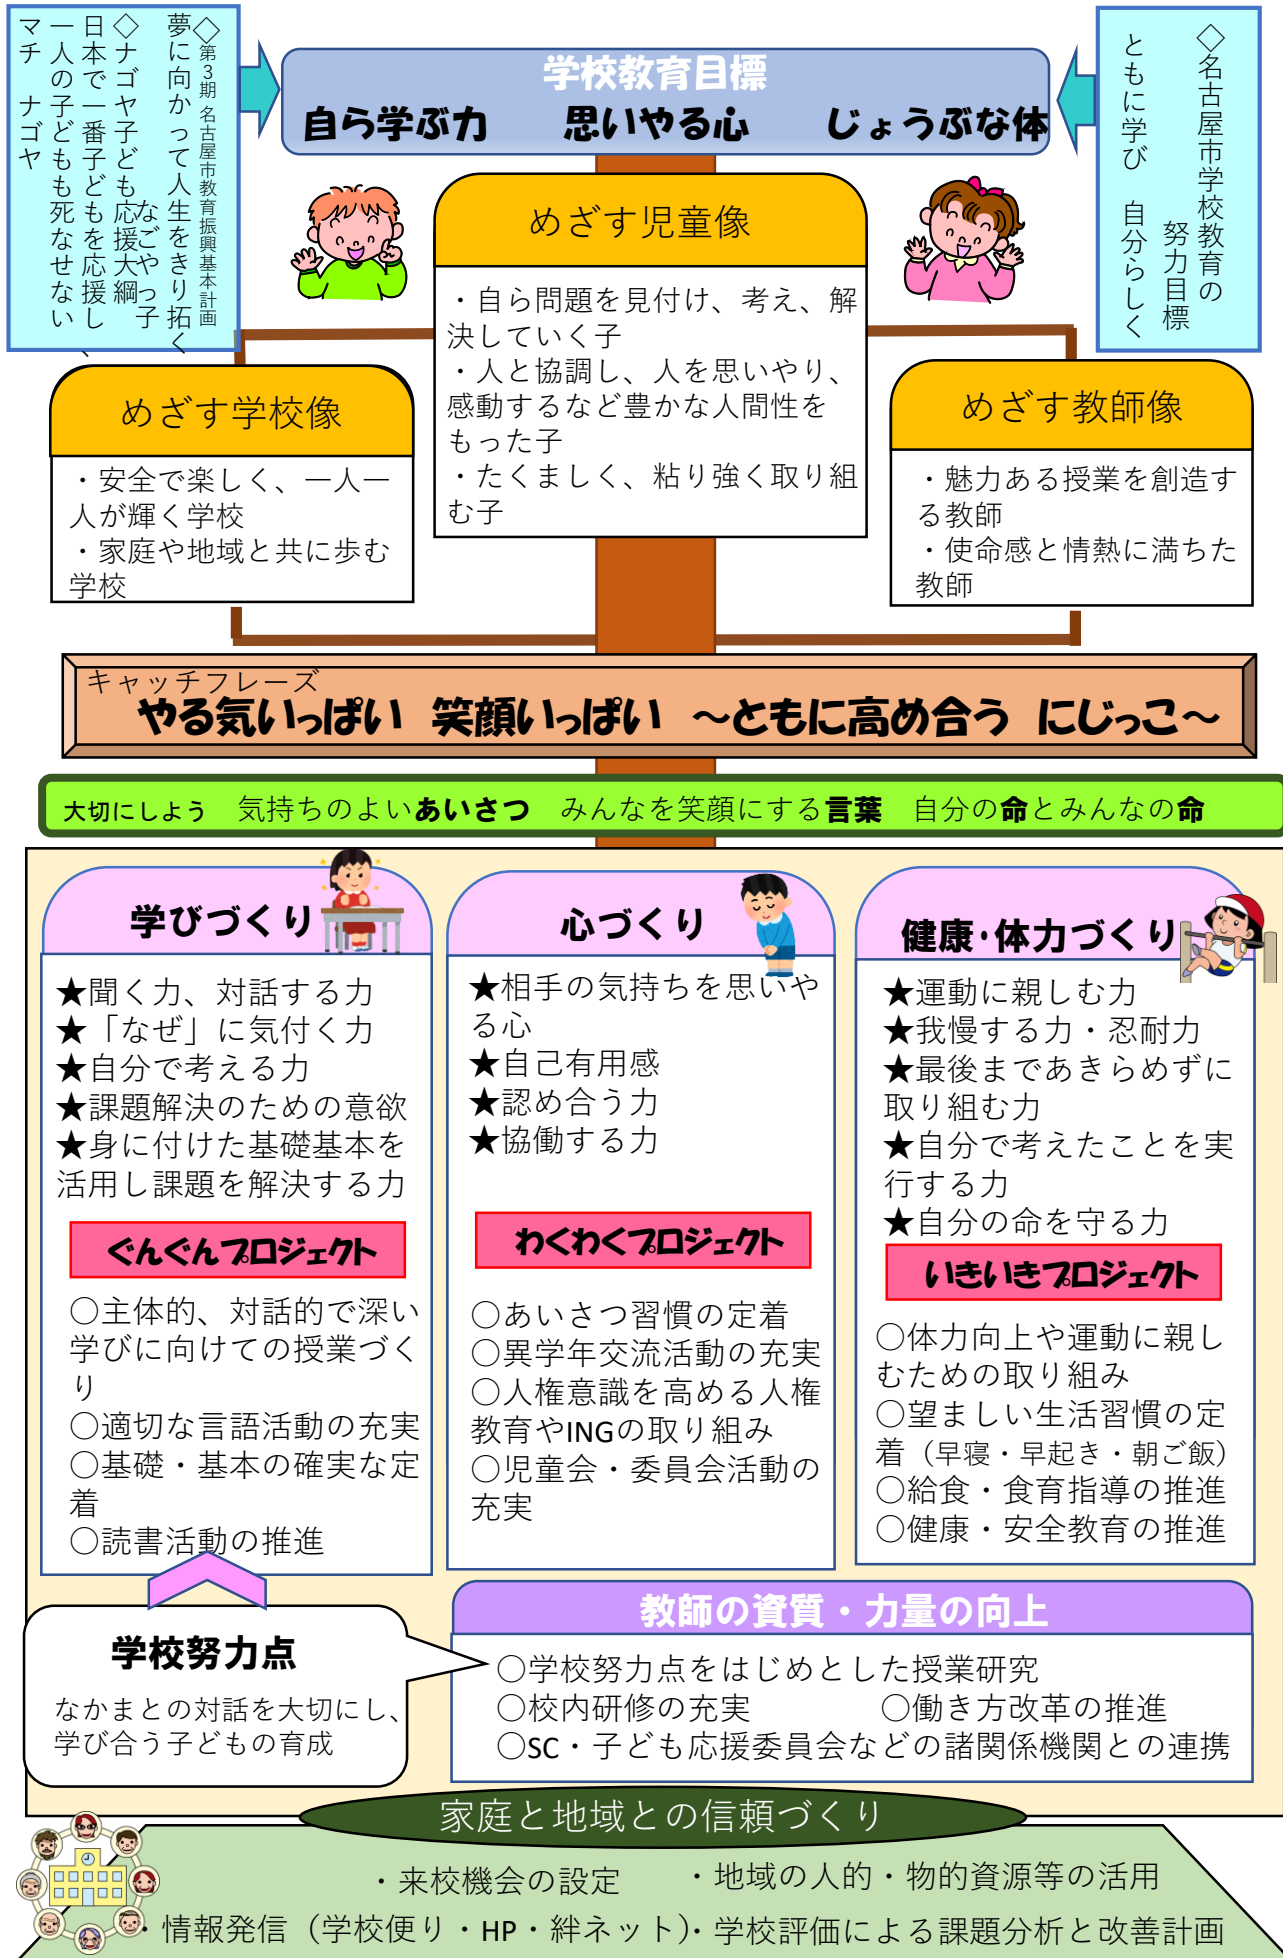 ◇第3期 名古屋市教育振興基本計画
夢に向かって人生をきり拓く
なごやっ子
◇ナゴヤ子ども応援大綱
日本で一番子どもを応援し、
一人の子どもも死なせない
マチ　ナゴヤ
学校教育目標
自ら学ぶ力　思いやる心　じょうぶな体
◇名古屋市学校教育の
努力目標
ともに学び　自分らしく
めざす児童像
・自ら問題を見付け、考え、解
決していく子
・人と協調し、人を思いやり、
感動するなど豊かな人間性を
もった子
・たくましく、粘り強く取り組
む子
めざす学校像
・安全で楽しく、一人一
人が輝く学校
・家庭や地域と共に歩む
学校
めざす教師像
・魅力ある授業を創造す
る教師
・使命感と情熱に満ちた
教師
キャッチフレーズ
やる気いっぱい　笑顔いっぱい　～ともに高め合う　にじっこ～
大切にしよう　気持ちのよいあいさつ　みんなを笑顔にする言葉　自分の命とみんなの命
学びづくり
★聞く力、対話する力
★「なぜ」に気付く力
★自分で考える力
★課題解決のための意欲
★身に付けた基礎基本を
活用し課題を解決する力
ぐんぐんプロジェクト
○主体的、対話的で深い
学びに向けての授業づく
り
○適切な言語活動の充実
○基礎・基本の確実な定
着
○読書活動の推進
心づくり
★相手の気持ちを思いや
る心
★自己有用感
★認め合う力
★協働する力
わくわくプロジェクト
○あいさつ習慣の定着
○異学年交流活動の充実
○人権意識を高める人権
教育やINGの取り組み
○児童会・委員会活動の
充実
健康・体力づくり
★運動に親しむ力
★我慢する力・忍耐力
★最後まであきらめずに
取り組む力
★自分で考えたことを実
行する力
★自分の命を守る力
いきいきプロジェクト
○体力向上や運動に親し
むための取り組み
○望ましい生活習慣の定
着（早寝・早起き・朝ご飯）
○給食・食育指導の推進
○健康・安全教育の推進
学校努力点
なかまとの対話を大切にし、
学び合う子どもの育成
教師の資質・力量の向上
○学校努力点をはじめとした授業研究
○校内研修の充実　○働き方改革の推進
○SC・子ども応援委員会などの諸関係機関との連携
家庭と地域との信頼づくり
・来校機会の設定　・地域の人的・物的資源等の活用
・情報発信（学校便り・HP・絆ネット）・学校評価による課題分析と改善計画